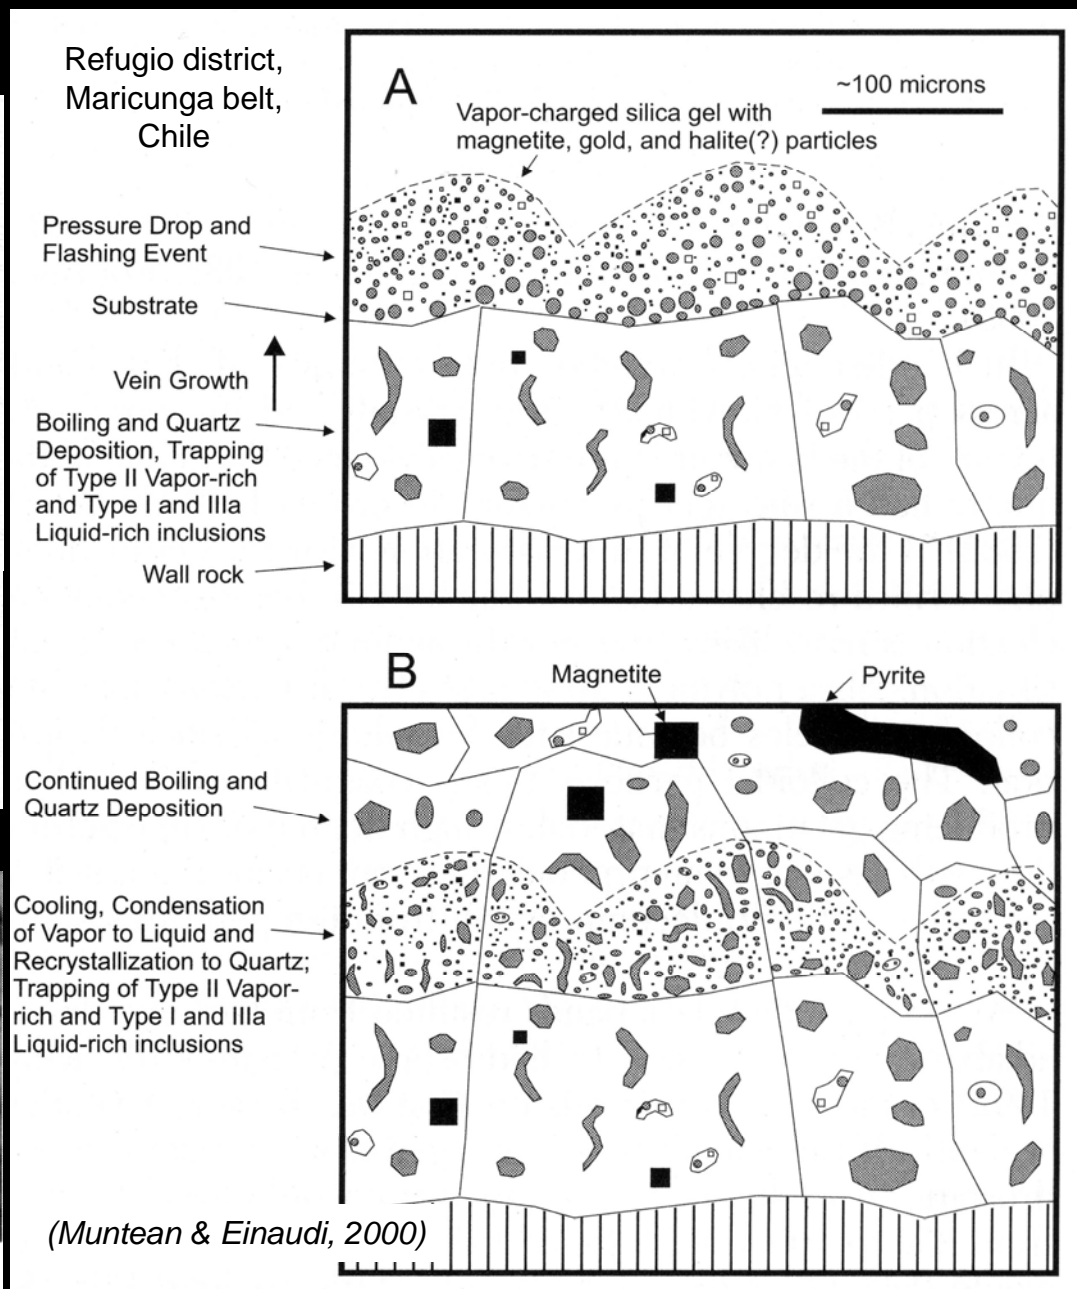 Refugio district,
Maricunga belt,
Chile
A
~100 microns
Vapor-charged silica gel with
magnetite, gold, and halite(?) particles
Pressure Drop and
Flashing Event
Substrate
Vein Growth
Boiling and Quartz
Deposition, Trapping
of Type II Vapor-rich
and Type I and IIIa
Liquid-rich inclusions
Wall rock
B
Magnetite
Pyrite
Continued Boiling and
Quartz Deposition
Cooling, Condensation
of Vapor to Liquid and
Recrystallization to Quartz;
Trapping of Type II Vapor-
rich and Type I and IIIa
Liquid-rich inclusions
(Muntean & Einaudi, 2000)